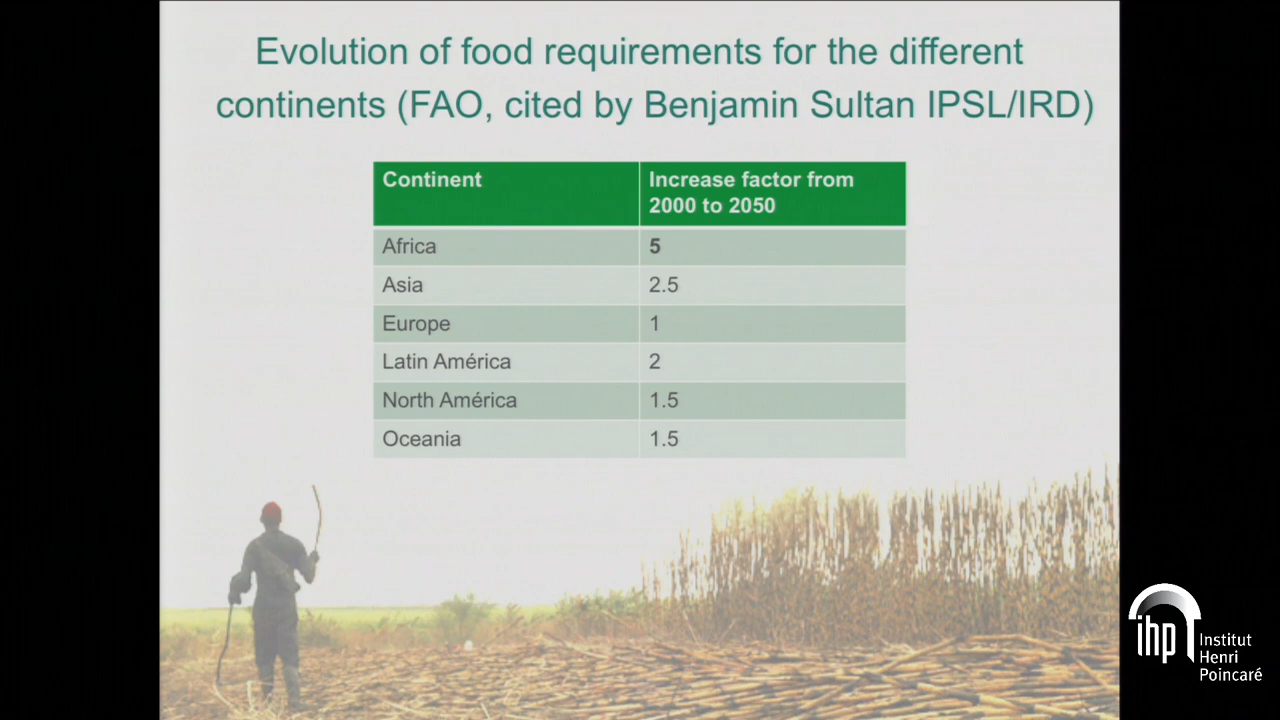 Evolution of food requirements for the different
continents (FAO, cited by Benjamin Sultan IPSL/IRD)
Continent
Increase factor from
2000 to 2050
Africa
5
Asia
2.5
Europe
1
Latin América
2
North América
1.5
Oceania
1.5
ihp
Institut
Henri
Poincaré